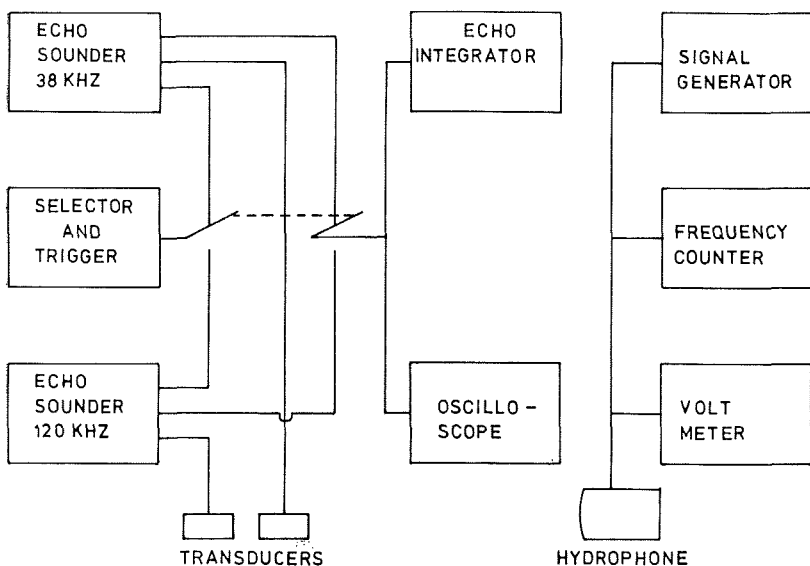 ECHO
SOUNDER
38 KHZ
ECHO
INTEGRATOR
SIGNAL
GENERATOR
SELECTOR
AND
TRIGGER
FREQUENCY
COUNTER
ECHO
SOUNDER
120 KHZ
OSCILLO -
SCOPE
VOLT
METER
TRANSDUCERS
HYDROPHONE